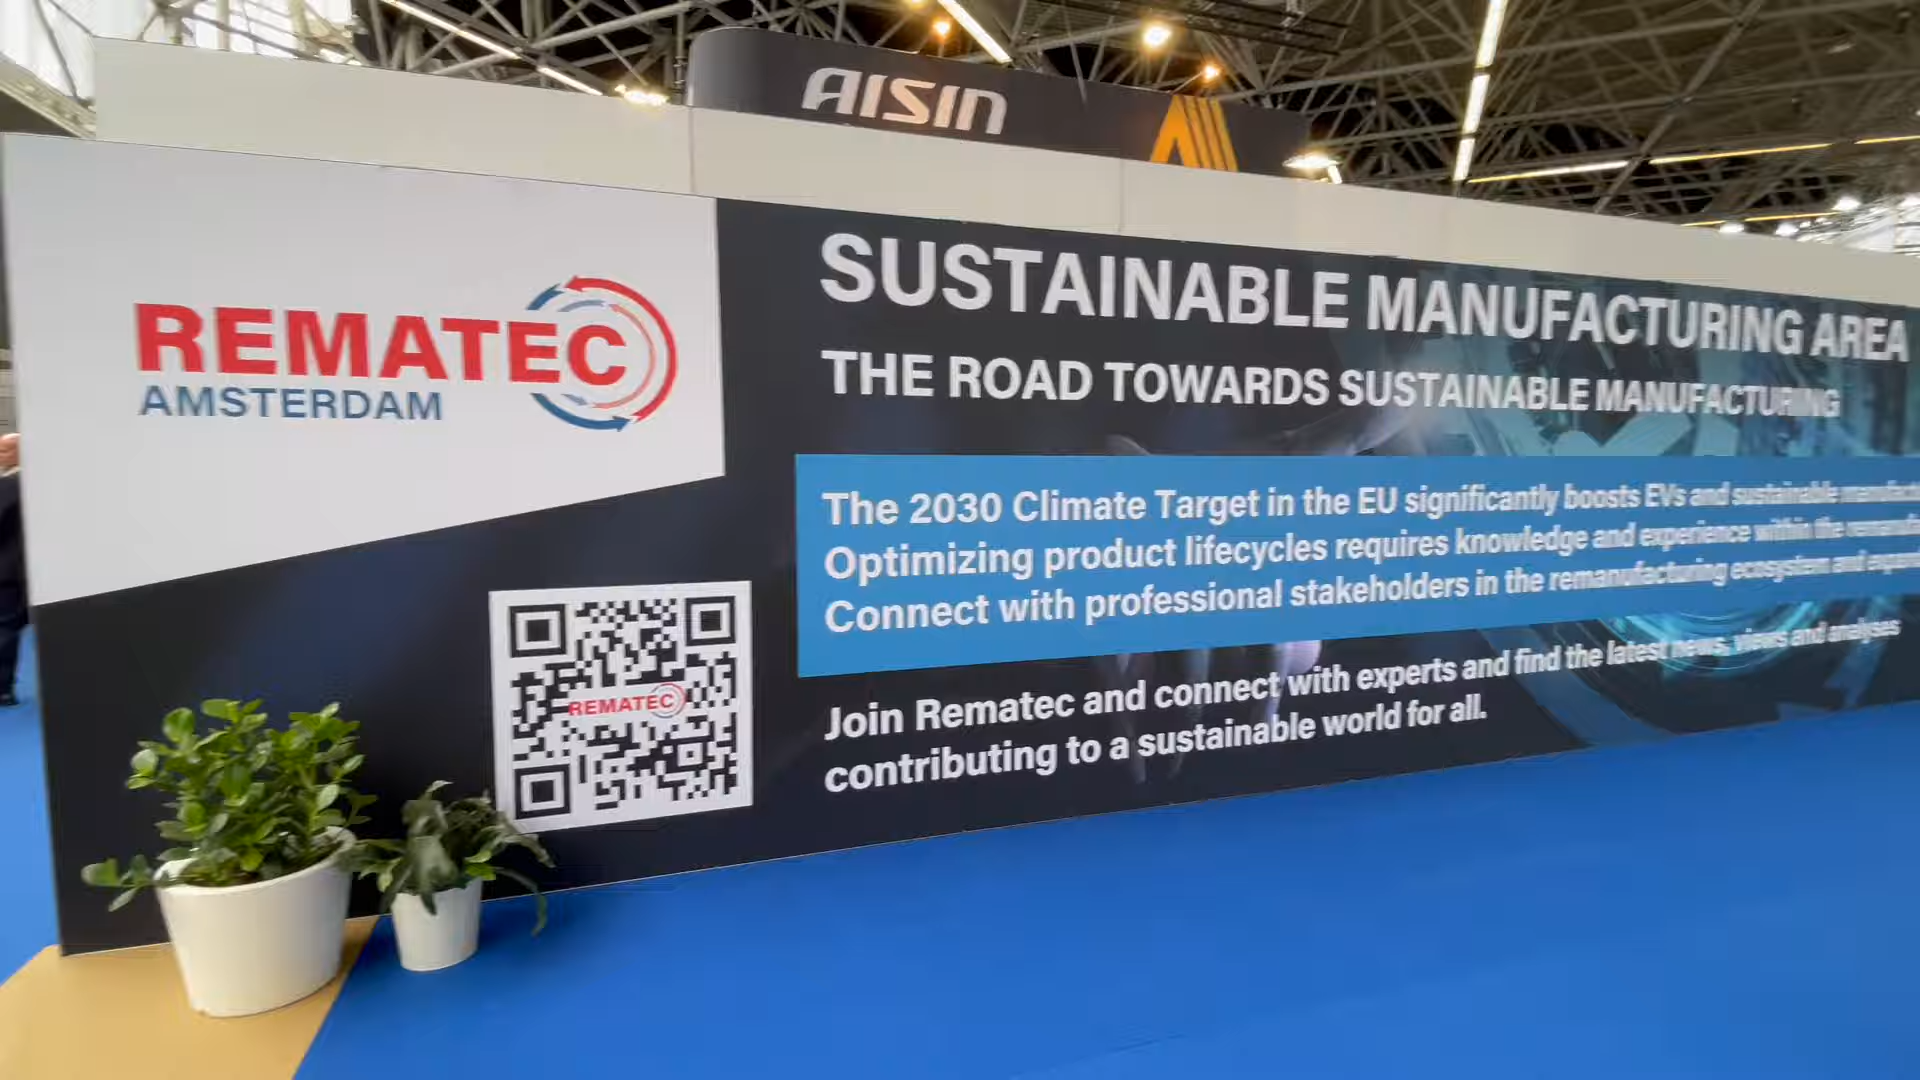 AISIN
REMATEC
AMSTERDAM
SUSTAINABLE MANUFACTURING AREA
THE ROAD TOWARDS SUSTAINABLE MANUFACTURING
The 2030 Climate Target in the EU significantly boosts EVs and sustainable
Optimizing product lifecycles requires knowledge and experience within the
Connect with professional stakeholders in the remanufacturing ecosystem and
Join Rematec and connect with experts and find the latest news, views and analyses
contributing to a sustainable world for all.
REMATEC